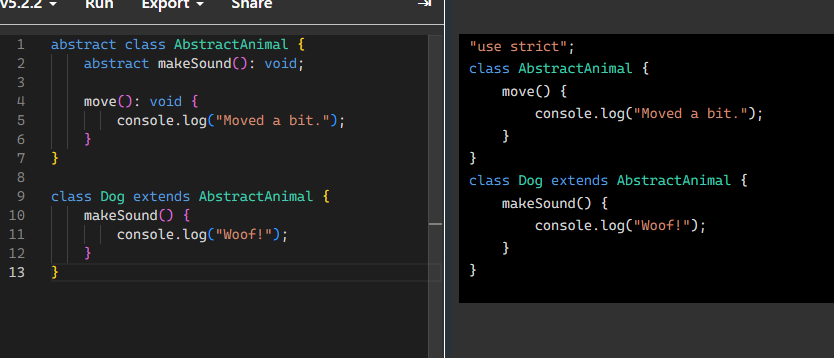 v5.2.2 Run Export Share
1 abstract class AbstractAnimal {
2     abstract makeSound(): void;
3
4     move(): void {
5         console.log("Moved a bit.");
6     }
7 }
8
9 class Dog extends AbstractAnimal {
10     makeSound() {
11         console.log("Woof!");
12     }
13 }
"use strict";
class AbstractAnimal {
    move() {
        console.log("Moved a bit.");
    }
}
class Dog extends AbstractAnimal {
    makeSound() {
        console.log("Woof!");
    }
}